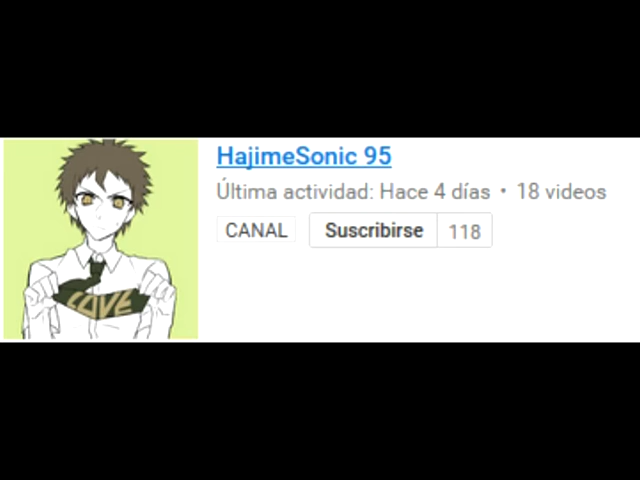 HajimeSonic 95
Última actividad: Hace 4 días • 18 videos
CANAL Suscribirse 118
LOVE